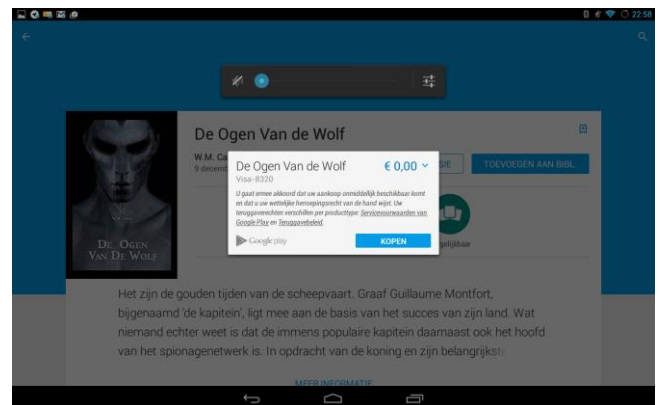 22:58
De Ogen Van de Wolf
W.M. Ca
9 decem
SIE
TOEVOEGEN AAN BIBL.
De Ogen Van de Wolf
€ 0,00
Visa-8320
U gaat ermee akkoord dat uw aankoop onmiddellijk beschikbaar komt
en dat u uw wettelijke herroepingsrecht van de hand wijst. Uw
teruggaverechten verschillen per producttype: Servicevoorwaarden van
Google Play en Teruggavebeleid.
Google play
KOPEN
gelijkbaar
De Ogen
Van De Wolf
Het zijn de gouden tijden van de scheepvaart. Graaf Guillaume Montfort,
bijgenaamd 'de kapitein', ligt mee aan de basis van het succes van zijn land. Wat
niemand echter weet is dat de immens populaire kapitein daarnaast ook het hoofd
van het spionagenetwerk is. In opdracht van de koning en zijn belangrijkst
MEER INFORMATIE